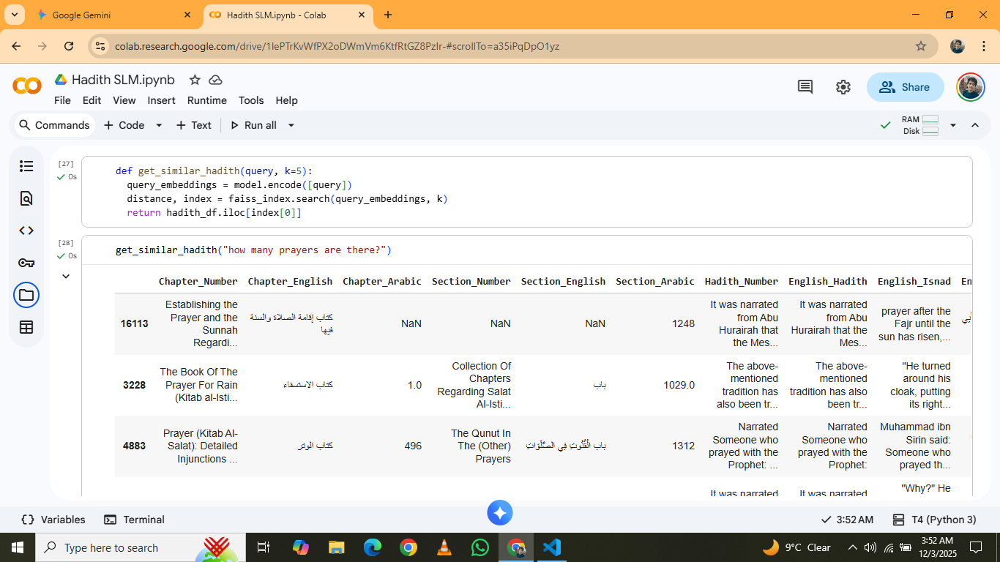 Google Gemini
Hadith SLM.ipynb - Colab
colab.research.google.com/drive/1IePTrKvWfPX2oDWmVm6KtfRtGZ8PzIr-#scrollTo=a35iPqDpO1yz
Hadith SLM.ipynb
File Edit View Insert Runtime Tools Help
Share
Commands + Code + Text Run all
RAM
Disk
[27]
0s
def get_similar_hadith(query, k=5):
query_embeddings = model.encode([query])
distance, index = faiss_index.search(query_embeddings, k)
return hadith_df.iloc[index[0]]
[28]
0s
get_similar_hadith("how many prayers are there?")
Chapter_Number Chapter_English Chapter_Arabic Section_Number Section_English Section_Arabic Hadith_Number English_Hadith English_Isnad En
16113
Establishing the
Prayer and the
Sunnah
Regardi...
كتاب إقامة الصلاة والسنة
فيها
NaN
NaN
NaN
1248
It was narrated
from Abu
Hurairah that
the Mes...
It was narrated
from Abu
Hurairah that
the Mes...
prayer after the
Fajr until the
sun has risen,...
3228
The Book Of The
Prayer For Rain
(Kitab al-Isti...
كتاب الاستسقاء
1.0
Collection Of
Chapters
Regarding Salat
Al-Isti...
باب
1029.0
The above-
mentioned
tradition has
also been tr...
The above-
mentioned
tradition has
also been tr...
"He turned
around his
cloak, putting
its right...
4883
Prayer (Kitab Al-
Salat): Detailed
Injunctions ...
كتاب الوتر
496
The Qunut In
The (Other)
Prayers
باب الْقُنُوتِ فِي الصَّلَوَاتِ
1312
Narrated
Someone who
prayed with the
Prophet: ...
Narrated
Someone who
prayed with the
Prophet:
Muhammad ibn
Sirin said:
Someone who
prayed th...
It was narrated
It was narrated
"Why?" He
Variables
Terminal
3:52 AM
T4 (Python 3)
Type here to search
9°C Clear
3:52 AM
12/3/2025